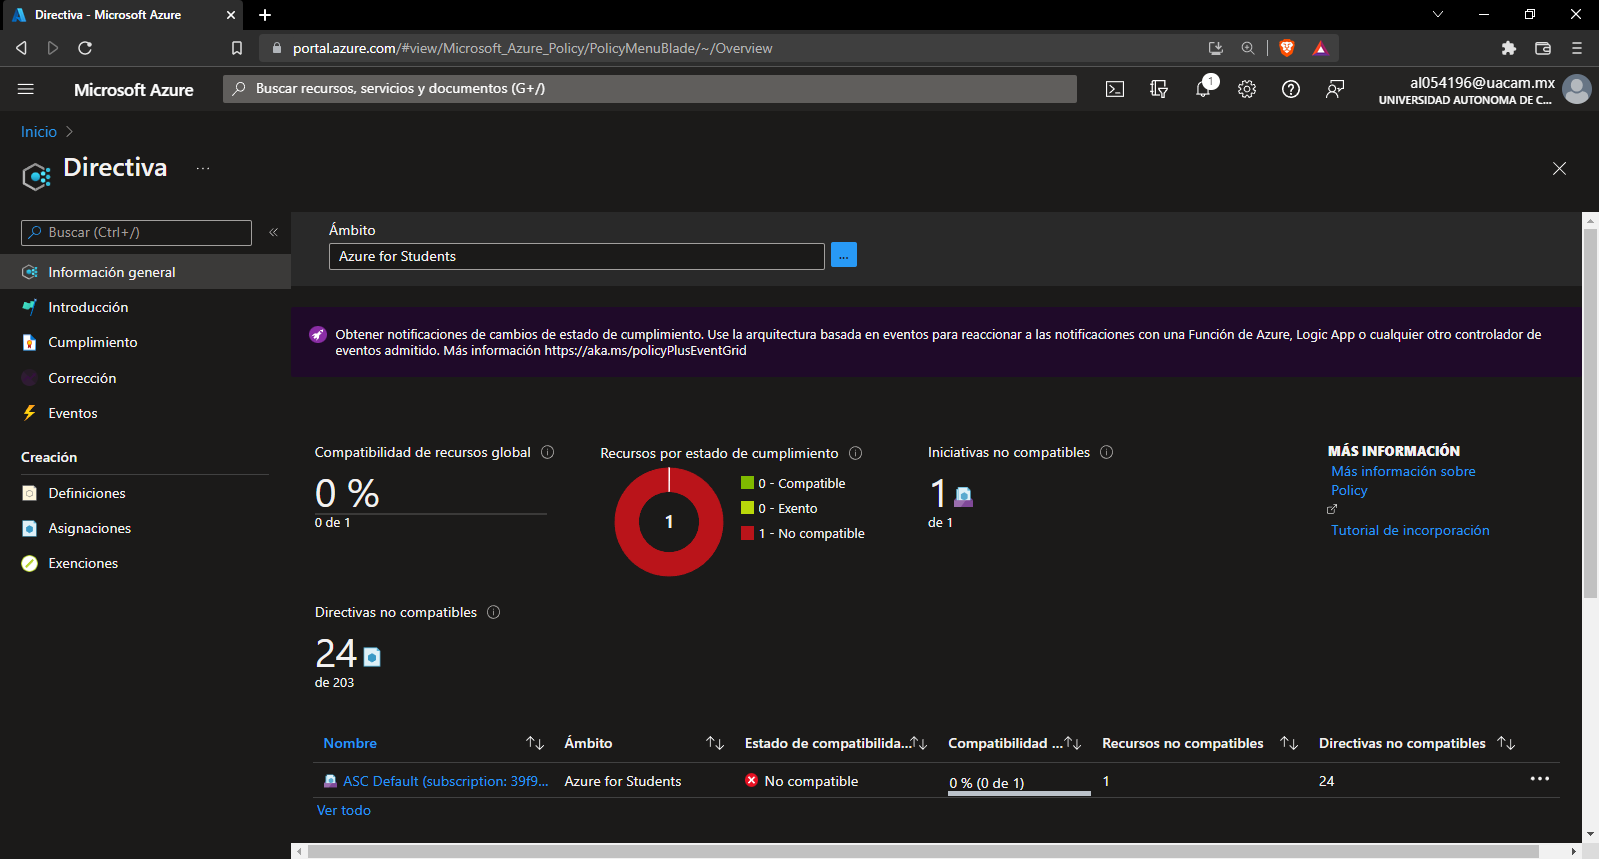 Directiva - Microsoft Azure
portal.azure.com/#view/Microsoft_Azure_Policy/PolicyMenuBlade/~/Overview
Microsoft Azure
Buscar recursos, servicios y documentos (G+/)
1
al054196@uacam.mx
UNIVERSIDAD AUTONOMA DE C...
Inicio
Directiva
...
Buscar (Ctrl+/)
«
Información general
Introducción
Cumplimiento
Corrección
Eventos
Creación
Definiciones
Asignaciones
Exenciones
Ámbito
Azure for Students
...
Obtener notificaciones de cambios de estado de cumplimiento. Use la arquitectura basada en eventos para reaccionar a las notificaciones con una Función de Azure, Logic App o cualquier otro controlador de
eventos admitido. Más información https://aka.ms/policyPlusEventGrid
Compatibilidad de recursos global
0 %
0 de 1
Recursos por estado de cumplimiento
1
0 - Compatible
0 - Exento
1 - No compatible
Iniciativas no compatibles
1
de 1
MÁS INFORMACIÓN
Más información sobre
Policy
Tutorial de incorporación
Directivas no compatibles
24
de 203
Nombre Ámbito Estado de compatibilida... Compatibilidad ... Recursos no compatibles Directivas no compatibles
ASC Default (subscription: 39f9... Azure for Students No compatible 0 % (0 de 1) 1 24 ...
Ver todo